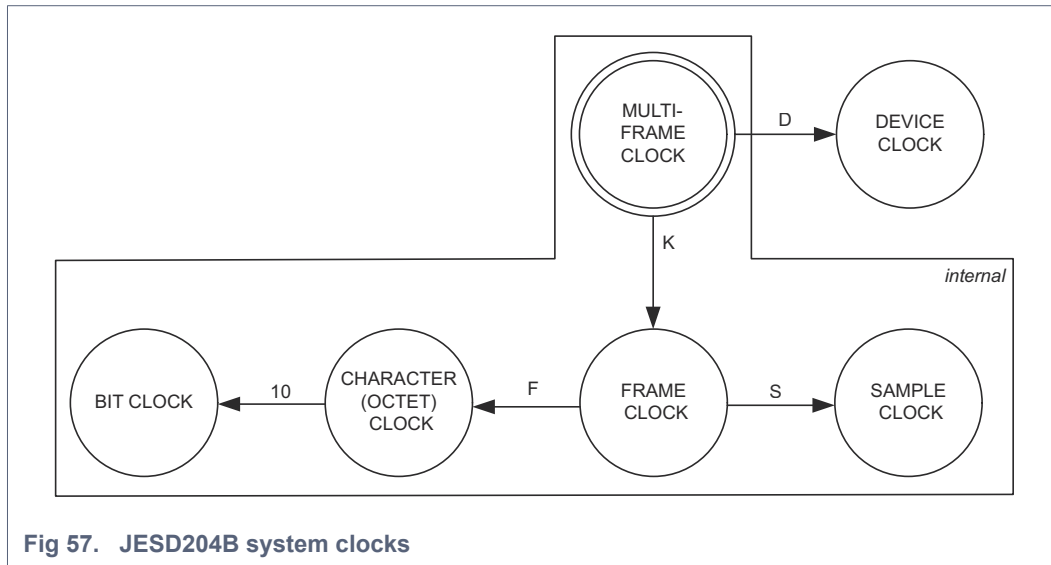 MULTI-
FRAME
CLOCK
D
DEVICE
CLOCK
K
internal
BIT CLOCK
10
CHARACTER
(OCTET)
CLOCK
F
FRAME
CLOCK
S
SAMPLE
CLOCK
Fig 57. JESD204B system clocks